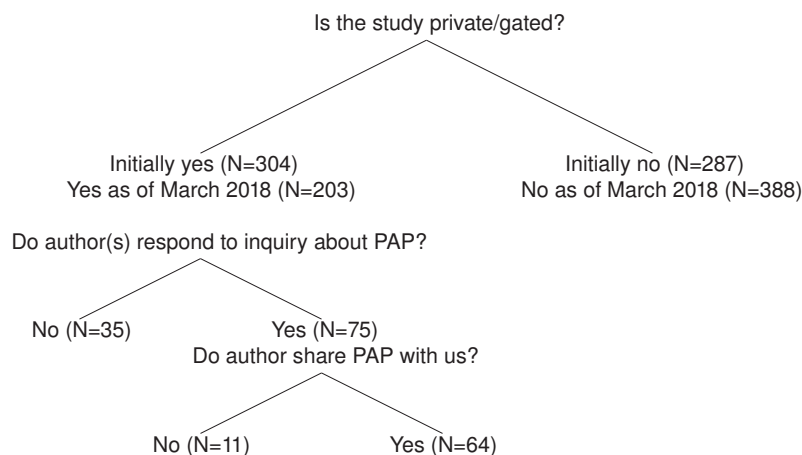 Is the study private/gated?
Initially yes (N=304)
Yes as of March 2018 (N=203)
Initially no (N=287)
No as of March 2018 (N=388)
Do author(s) respond to inquiry about PAP?
No (N=35)
Yes (N=75)
Do author share PAP with us?
No (N=11)
Yes (N=64)